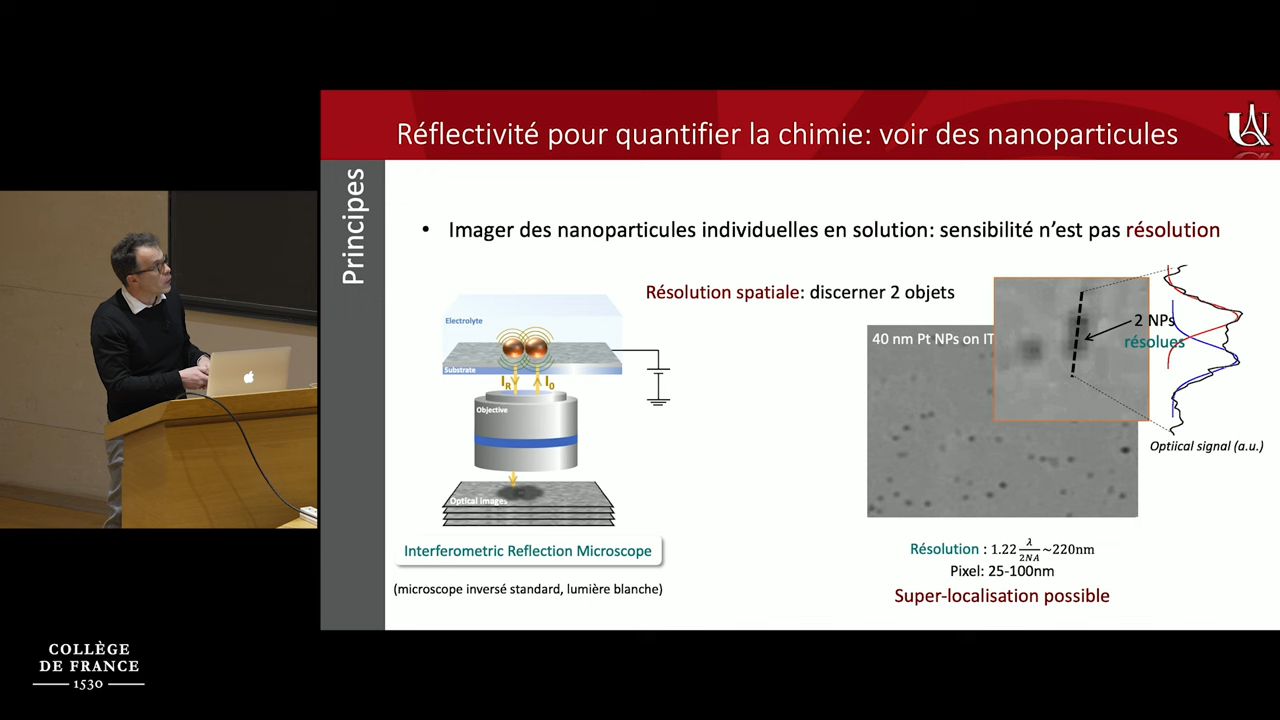 Réflectivité pour quantifier la chimie: voir des nanoparticules
Principes
• Imager des nanoparticules individuelles en solution: sensibilité n'est pas résolution
Résolution spatiale: discerner 2 objets
Electrolyte
Substrate
I_R I_0
Objective
Optical images
Interferometric Reflection Microscope
(microscope inversé standard, lumière blanche)
40 nm Pt NPs on IT
2 NPs
résolues
Optiical signal (a.u.)
Résolution : 1.22 λ/2NA ~220nm
Pixel: 25-100nm
Super-localisation possible
COLLÈGE
DE FRANCE
1530